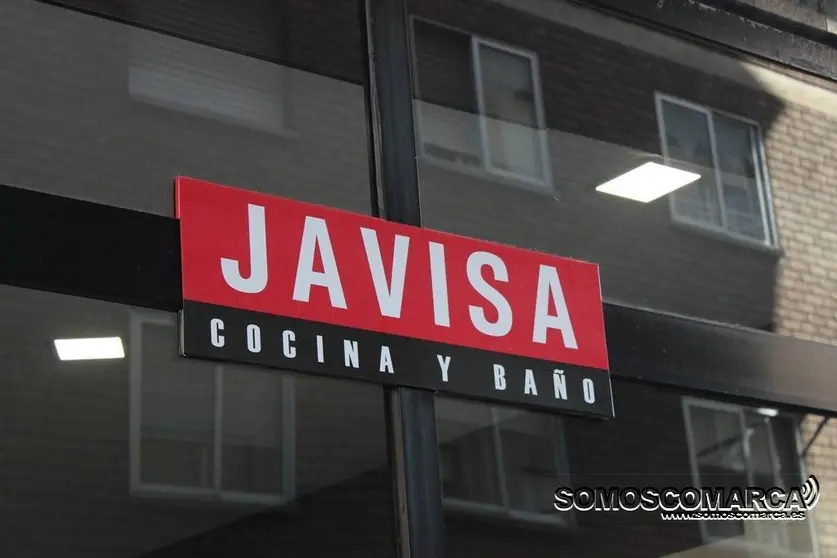 JAVISA
COCINA Y BAÑO
SOMOSCOMARCA
www.somoscomarca.es